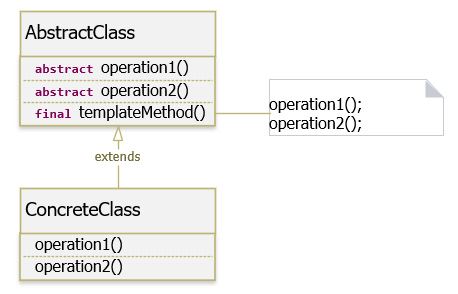 AbstractClass
abstract operation1()
abstract operation2()
final templateMethod()
operation1();
operation2();
extends
ConcreteClass
operation1()
operation2()